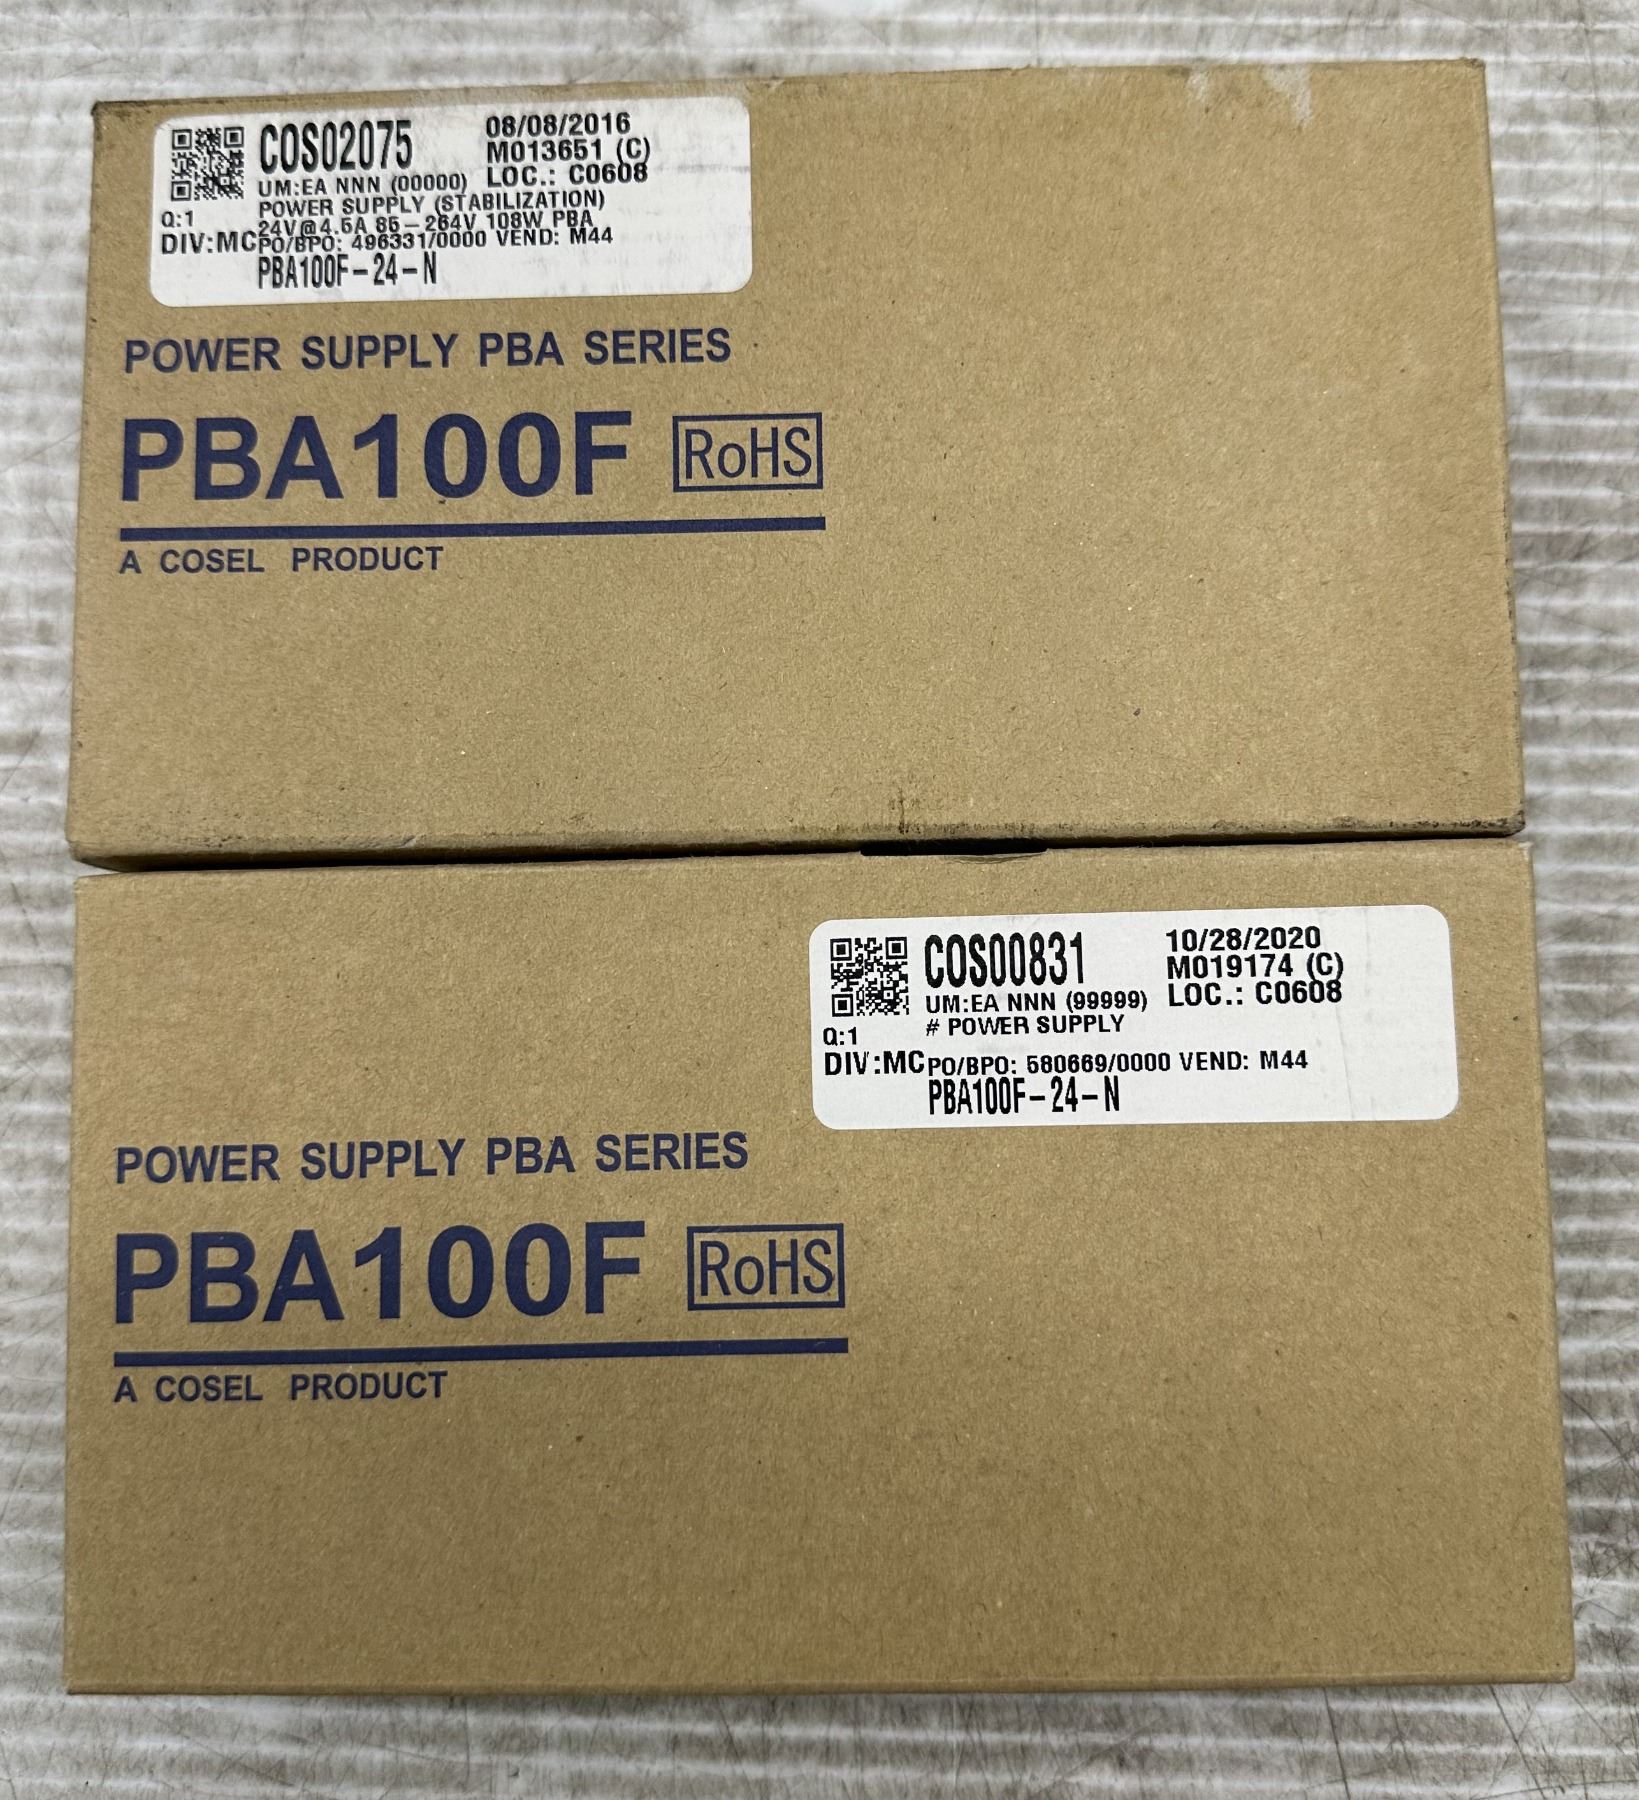 COS02075
08/08/2016
M013651 (C)
UM:EA NNN (00000) LOC.: C0608
POWER SUPPLY (STABILIZATION)
Q:1 24V@4.5A 85-264V 108W PBA
DIV:MC PO/BPO: 496331/0000 VEND: M44
PBA100F-24-N
POWER SUPPLY PBA SERIES
PBA100F RoHS
A COSEL PRODUCT
COS00831
10/28/2020
M019174 (C)
UM:EA NNN (99999) LOC.: C0608
Q:1 # POWER SUPPLY
DIV:MC PO/BPO: 580669/0000 VEND: M44
PBA100F-24-N
POWER SUPPLY PBA SERIES
PBA100F RoHS
A COSEL PRODUCT